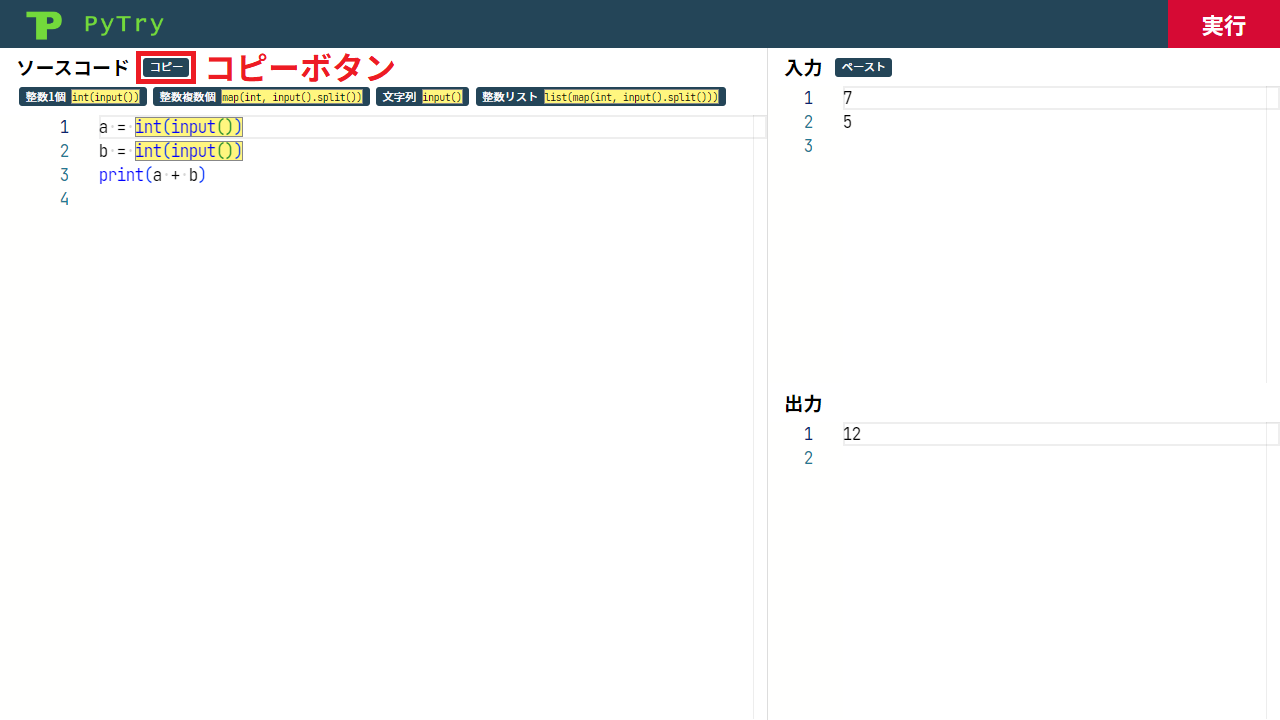 PyTry
実行
ソースコード コピー コピーボタン
整数1個 int(input()) 整数複数個 map(int, input().split()) 文字列 input() 整数リスト list(map(int, input().split()))
1 a = int(input())
2 b = int(input())
3 print(a + b)
4
入力 ペースト
1 7
2 5
3
出力
1 12
2